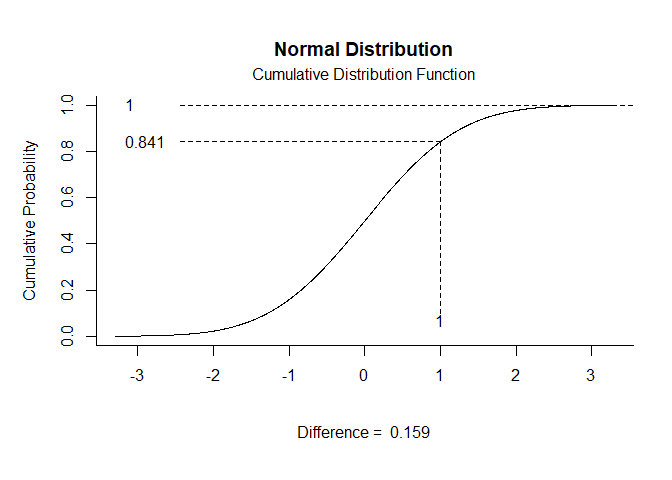 Normal Distribution
Cumulative Distribution Function
Cumulative Probability
1.0
0.8
0.6
0.4
0.2
0.0
1
0.841
1
-3 -2 -1 0 1 2 3
Difference = 0.159